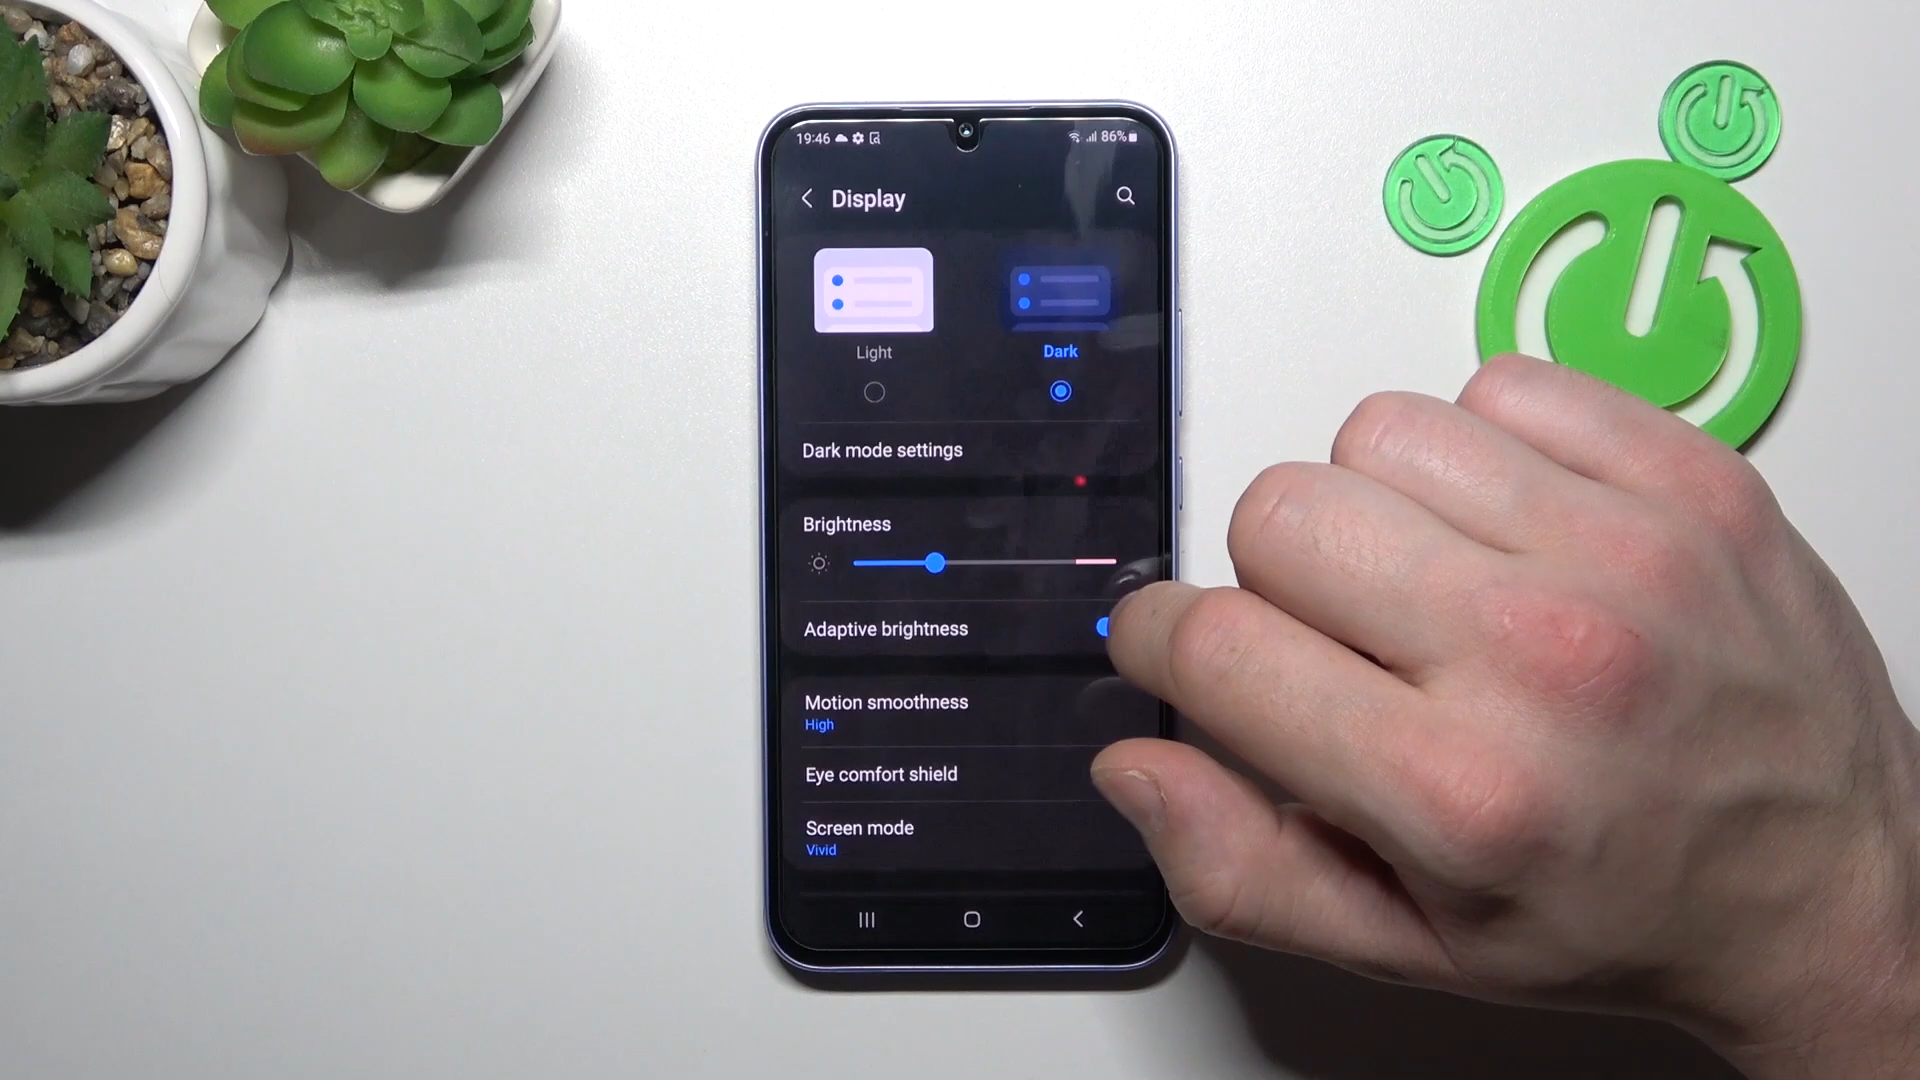 19:46 86%
Display
Light Dark
Dark mode settings
Brightness
Adaptive brightness
Motion smoothness
High
Eye comfort shield
Screen mode
Vivid